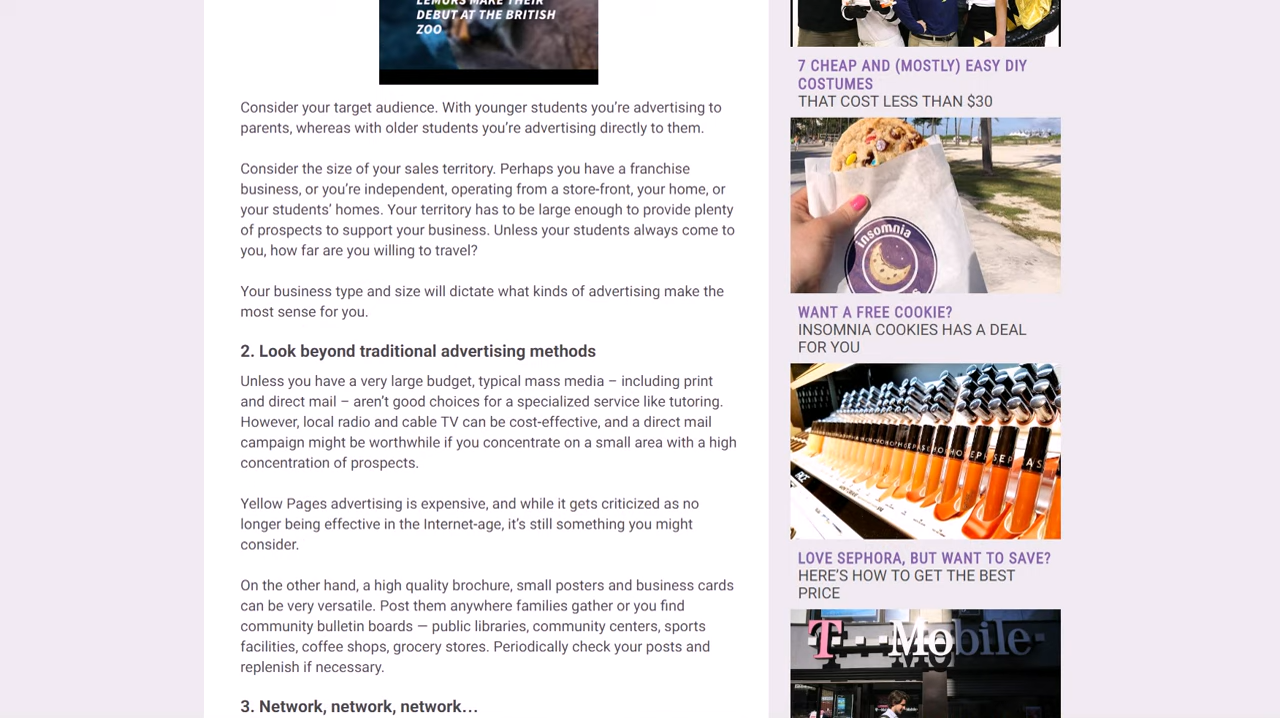 LEMURS MAKE THEIR
DEBUT AT THE BRITISH
ZOO
Consider your target audience. With younger students you're advertising to
parents, whereas with older students you're advertising directly to them.
Consider the size of your sales territory. Perhaps you have a franchise
business, or you're independent, operating from a store-front, your home, or
your students' homes. Your territory has to be large enough to provide plenty
of prospects to support your business. Unless your students always come to
you, how far are you willing to travel?
Your business type and size will dictate what kinds of advertising make the
most sense for you.
2. Look beyond traditional advertising methods
Unless you have a very large budget, typical mass media – including print
and direct mail – aren't good choices for a specialized service like tutoring.
However, local radio and cable TV can be cost-effective, and a direct mail
campaign might be worthwhile if you concentrate on a small area with a high
concentration of prospects.
Yellow Pages advertising is expensive, and while it gets criticized as no
longer being effective in the Internet-age, it's still something you might
consider.
On the other hand, a high quality brochure, small posters and business cards
can be very versatile. Post them anywhere families gather or you find
community bulletin boards — public libraries, community centers, sports
facilities, coffee shops, grocery stores. Periodically check your posts and
replenish if necessary.
3. Network, network, network…
7 CHEAP AND (MOSTLY) EASY DIY
COSTUMES
THAT COST LESS THAN $30
insomnia
WANT A FREE COOKIE?
INSOMNIA COOKIES HAS A DEAL
FOR YOU
LOVE SEPHORA, BUT WANT TO SAVE?
HERE'S HOW TO GET THE BEST
PRICE
T Mobile